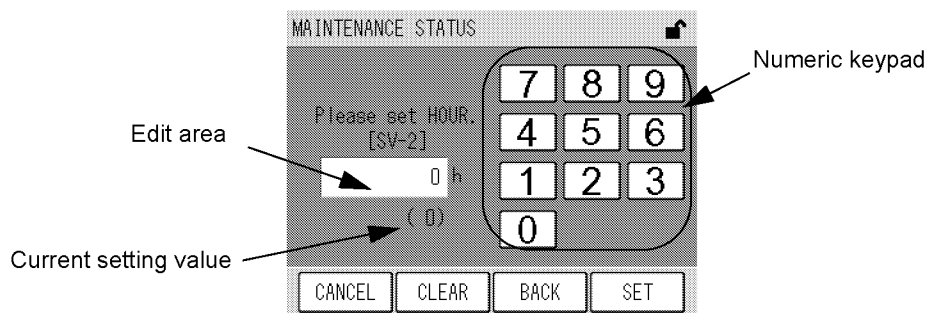 MAINTENANCE STATUS
Numeric keypad
7 8 9
Please set HOUR.
[SV-2]
4 5 6
Edit area
0 h
1 2 3
( 0)
0
Current setting value
CANCEL CLEAR BACK SET